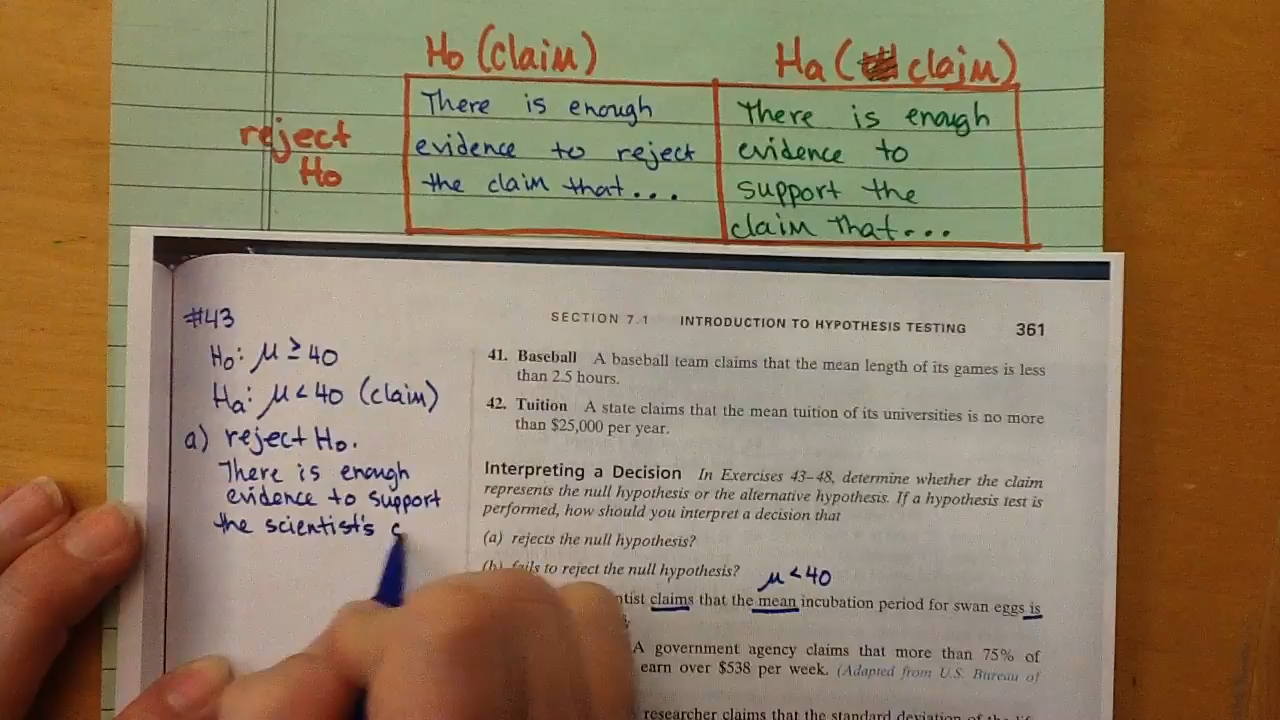 Ho (Claim)
Ha ( claim)
reject
Ho
There is enough
evidence to reject
the claim that...
There is enough
evidence to
support the
claim that...
#43
Ho: μ ≥ 40
Ha: μ < 40 (claim)
a) reject Ho.
There is enough
evidence to support
the scientist's c
SECTION 7.1 INTRODUCTION TO HYPOTHESIS TESTING 361
41. Baseball A baseball team claims that the mean length of its games is less
than 2.5 hours.
42. Tuition A state claims that the mean tuition of its universities is no more
than $25,000 per year.
Interpreting a Decision In Exercises 43–48, determine whether the claim
represents the null hypothesis or the alternative hypothesis. If a hypothesis test is
performed, how should you interpret a decision that
(a) rejects the null hypothesis?
(b) fails to reject the null hypothesis?
μ < 40
ntist claims that the mean incubation period for swan eggs is
A government agency claims that more than 75% of
earn over $538 per week. (Adapted from U.S. Bureau of
researcher claims that the standard deviation of the